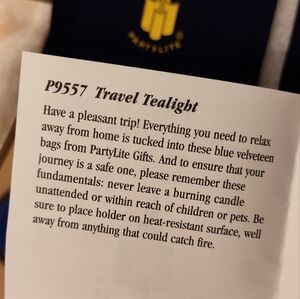 PARTYLITE
P9557 Travel Tealight
Have a pleasant trip! Everything you need to relax
away from home is tucked into these blue velveteen
bags from PartyLite Gifts. And to ensure that your
journey is a safe one, please remember these
fundamentals: never leave a burning candle
unattended or within reach of children or pets. Be
sure to place holder on heat-resistant surface, well
away from anything that could catch fire.